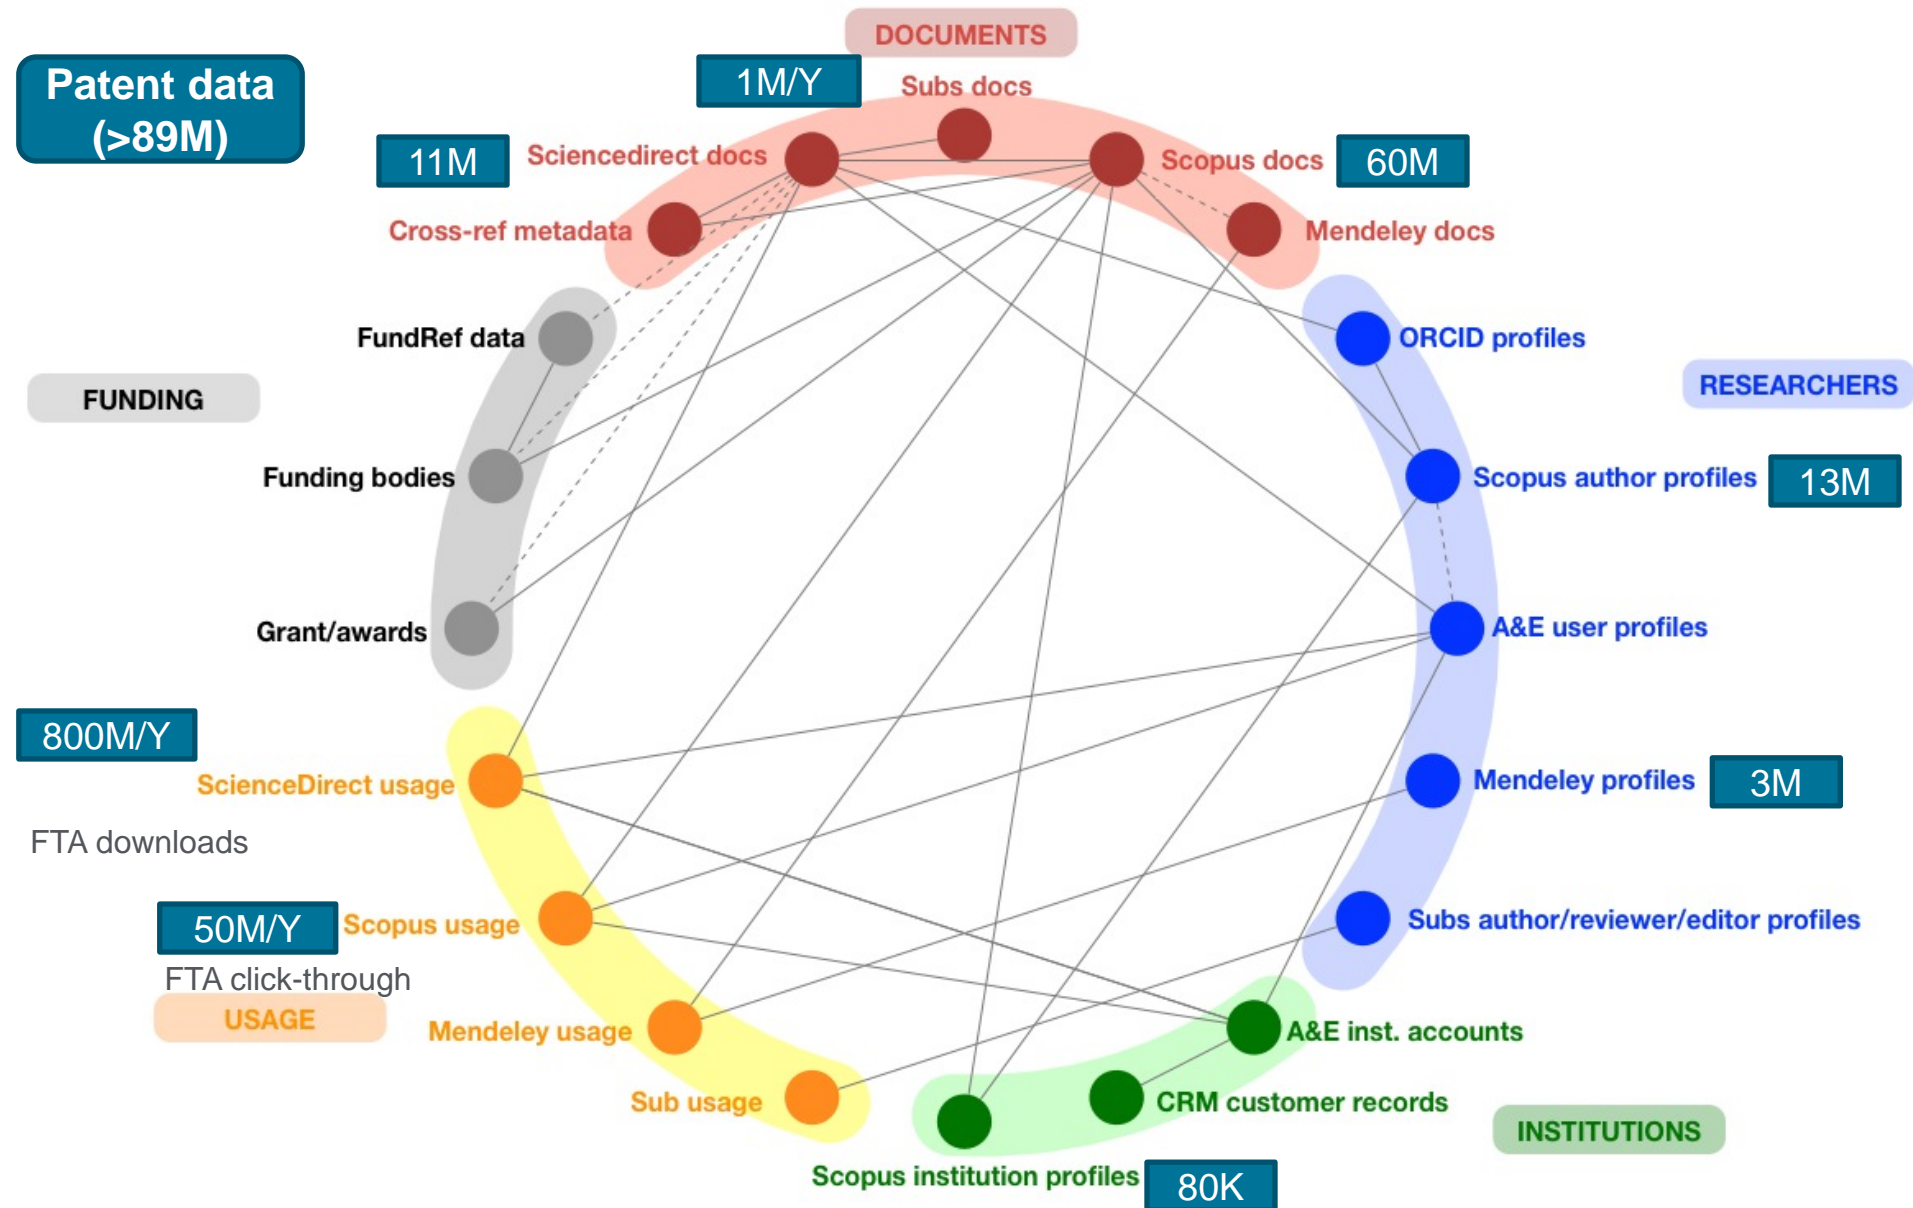 DOCUMENTS
Patent data
(>89M)
1M/Y
Subs docs
11M
Sciencedirect docs
Scopus docs
60M
Cross-ref metadata
Mendeley docs
FundRef data
ORCID profiles
FUNDING
RESEARCHERS
Funding bodies
Scopus author profiles
13M
Grant/awards
A&E user profiles
800M/Y
ScienceDirect usage
Mendeley profiles
3M
FTA downloads
50M/Y
Scopus usage
Subs author/reviewer/editor profiles
FTA click-through
USAGE
Mendeley usage
A&E inst. accounts
Sub usage
CRM customer records
INSTITUTIONS
Scopus institution profiles
80K